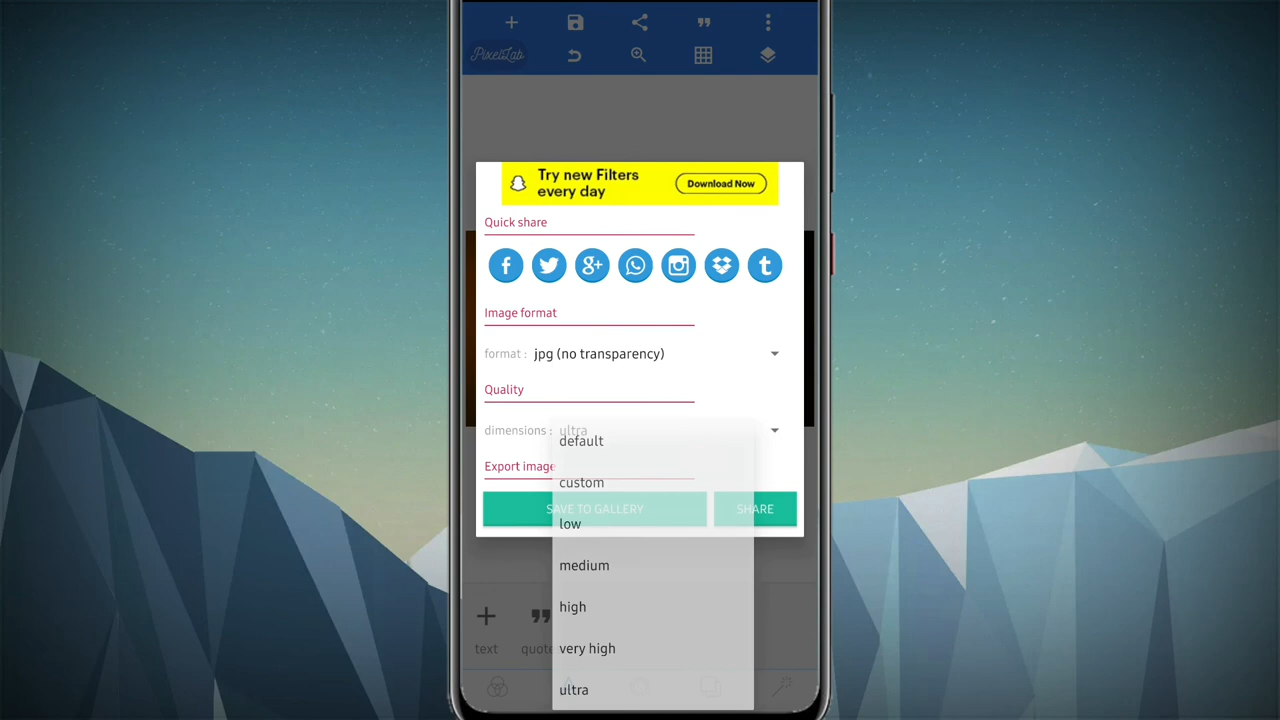 PixelLab
Try new Filters
every day
Download Now
Quick share
Image format
format : jpg (no transparency)
Quality
dimensions : ultra
default
Export image
custom
SAVE TO GALLERY
SHARE
low
medium
high
text
quote
very high
ultra